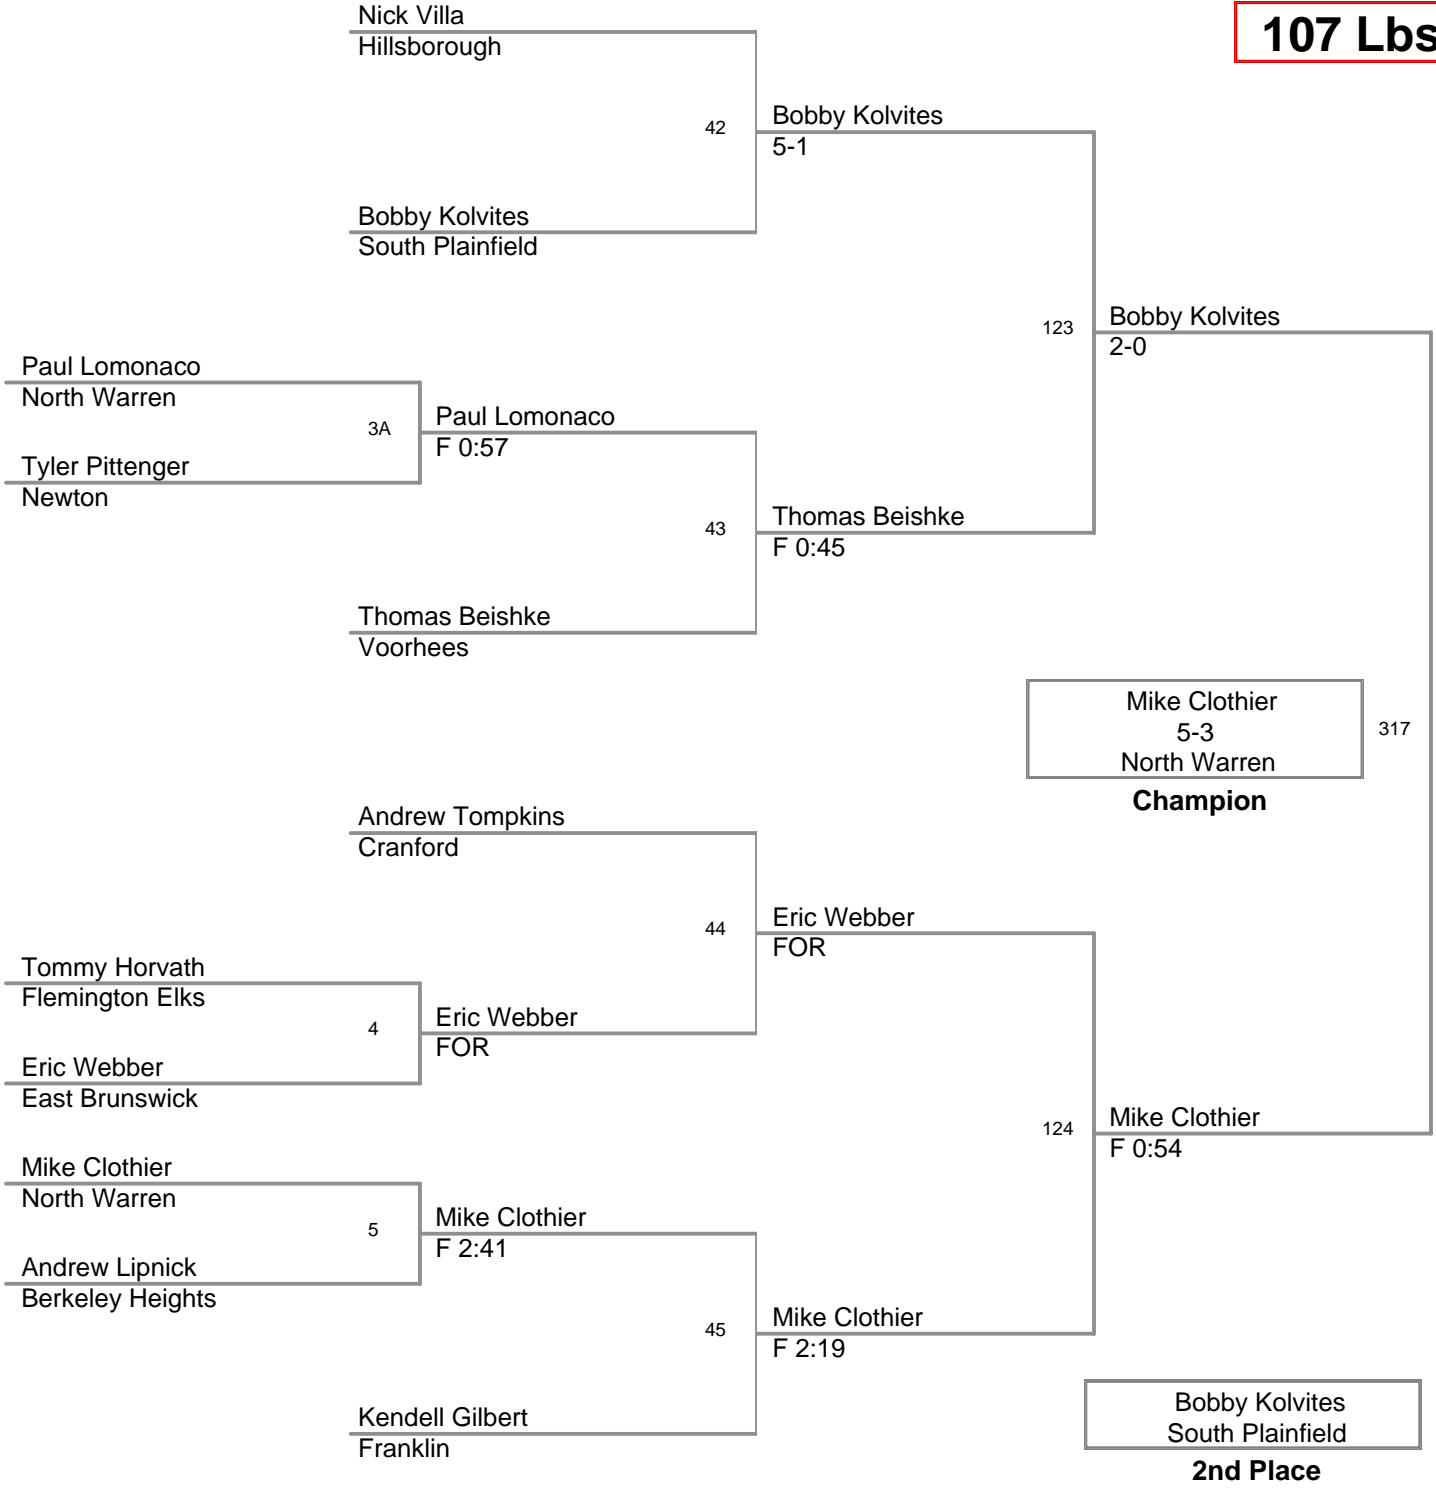 Nick Villa
Hillsborough
107 Lbs
42
Bobby Kolvites
5-1
Bobby Kolvites
South Plainfield
123
Bobby Kolvites
2-0
Paul Lomonaco
North Warren
3A
Paul Lomonaco
F 0:57
Tyler Pittenger
Newton
43
Thomas Beishke
F 0:45
Thomas Beishke
Voorhees
Mike Clothier
5-3
North Warren
317
Champion
Andrew Tompkins
Cranford
44
Eric Webber
FOR
Tommy Horvath
Flemington Elks
4
Eric Webber
FOR
Eric Webber
East Brunswick
124
Mike Clothier
F 0:54
Mike Clothier
North Warren
5
Mike Clothier
F 2:41
Andrew Lipnick
Berkeley Heights
45
Mike Clothier
F 2:19
Kendell Gilbert
Franklin
Bobby Kolvites
South Plainfield
2nd Place